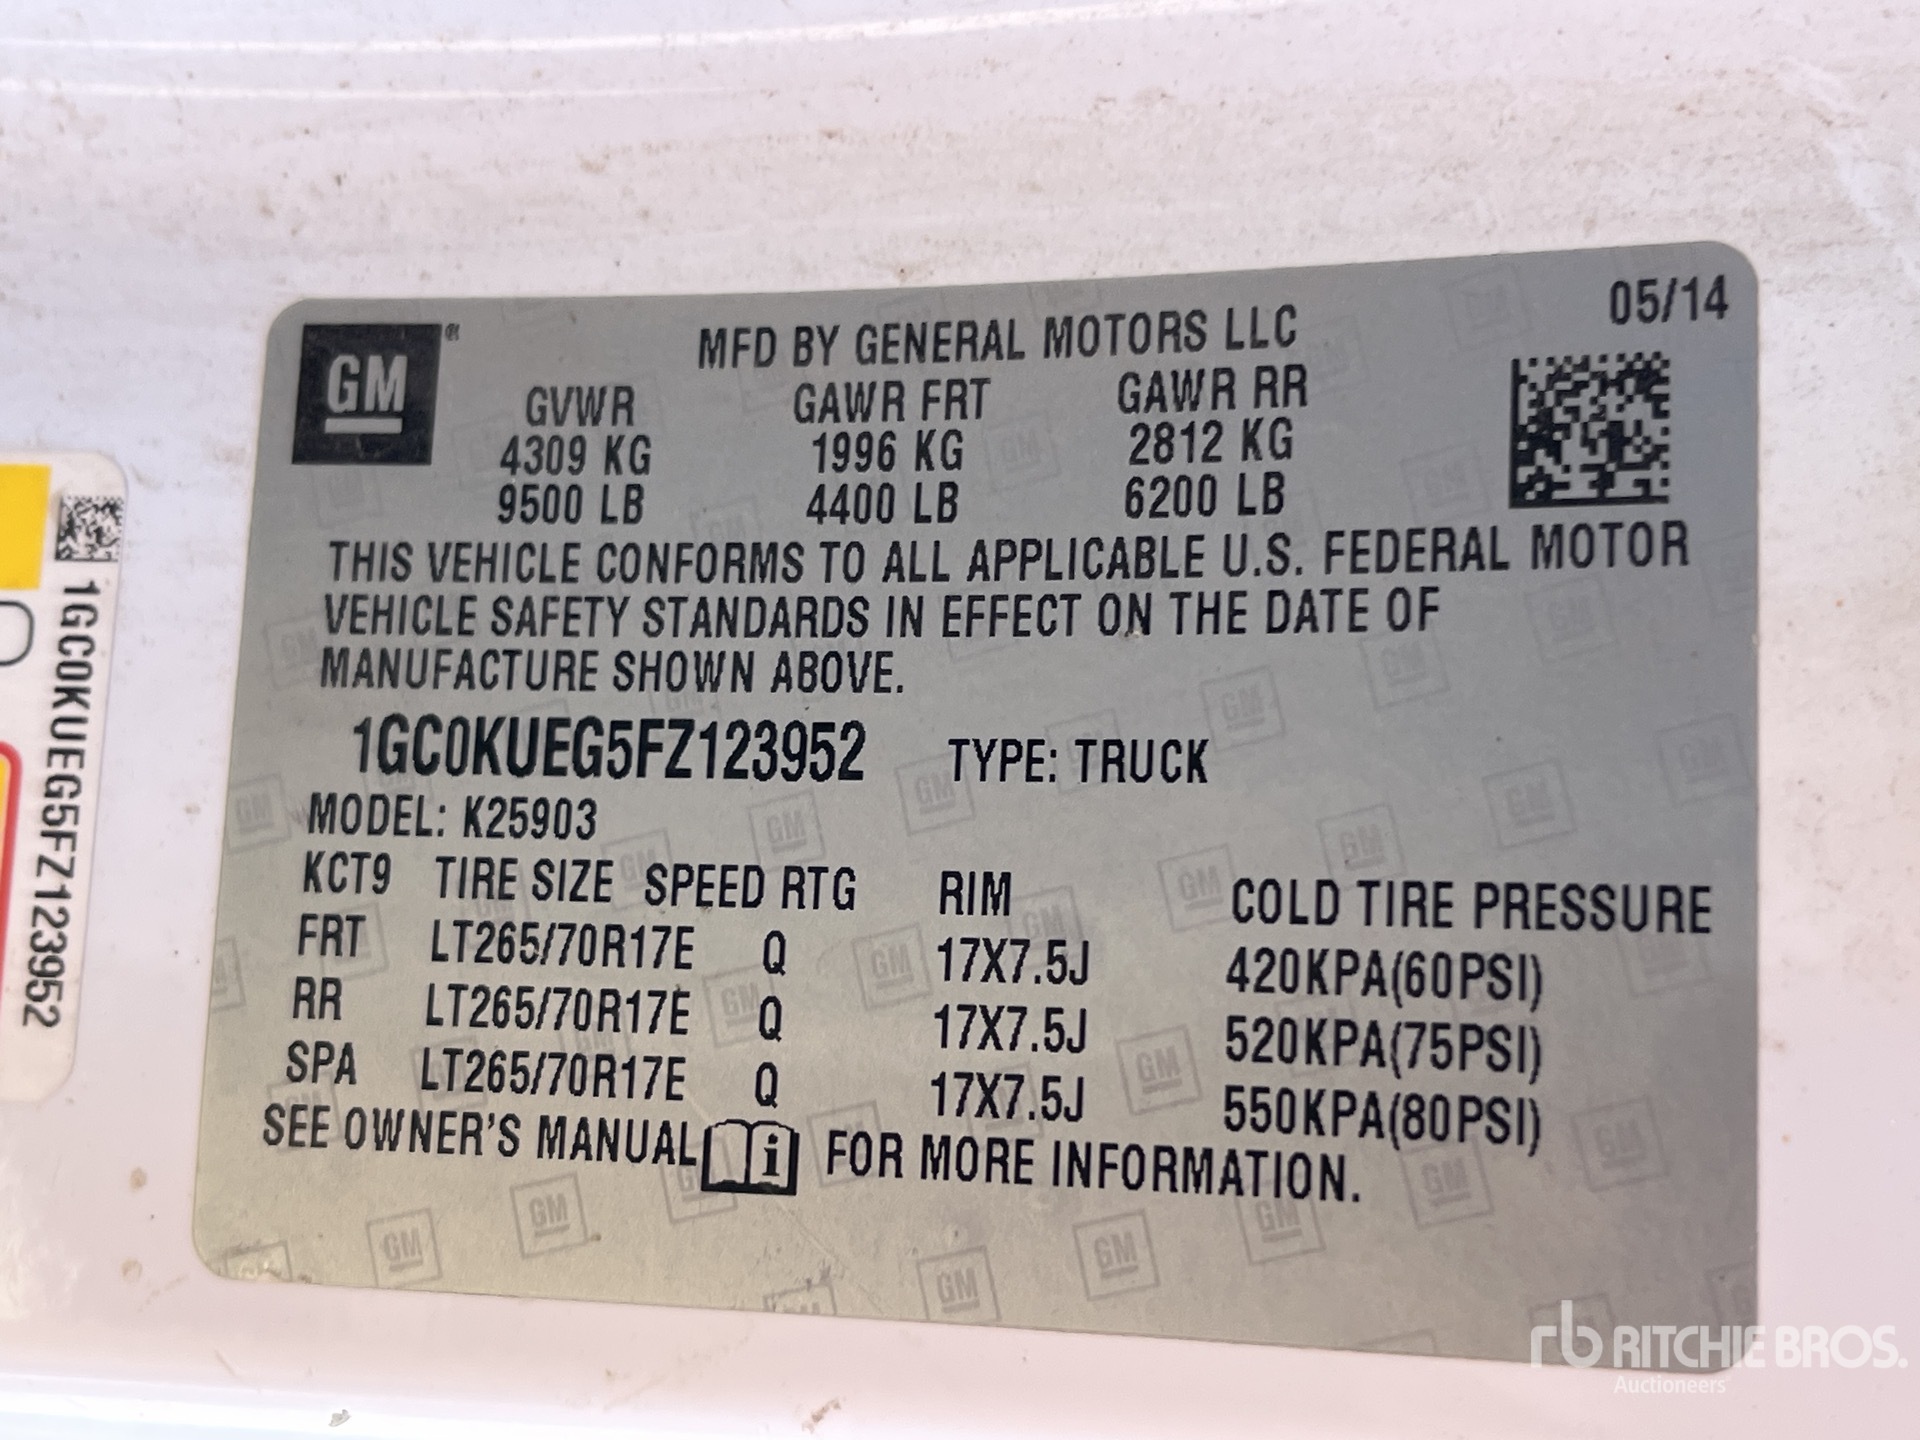 05/14
GM ®
MFD BY GENERAL MOTORS LLC
GVWR GAWR FRT GAWR RR
4309 KG 1996 KG 2812 KG
9500 LB 4400 LB 6200 LB
THIS VEHICLE CONFORMS TO ALL APPLICABLE U.S. FEDERAL MOTOR
VEHICLE SAFETY STANDARDS IN EFFECT ON THE DATE OF
MANUFACTURE SHOWN ABOVE.
1GC0KUEG5FZ123952 TYPE: TRUCK
MODEL: K25903
KCT9 TIRE SIZE SPEED RTG RIM COLD TIRE PRESSURE
FRT LT265/70R17E Q 17X7.5J 420KPA(60PSI)
RR LT265/70R17E Q 17X7.5J 520KPA(75PSI)
SPA LT265/70R17E Q 17X7.5J 550KPA(80PSI)
SEE OWNER'S MANUAL i FOR MORE INFORMATION.
1GC0KUEG5FZ123952
rb RITCHIE BROS.
Auctioneers